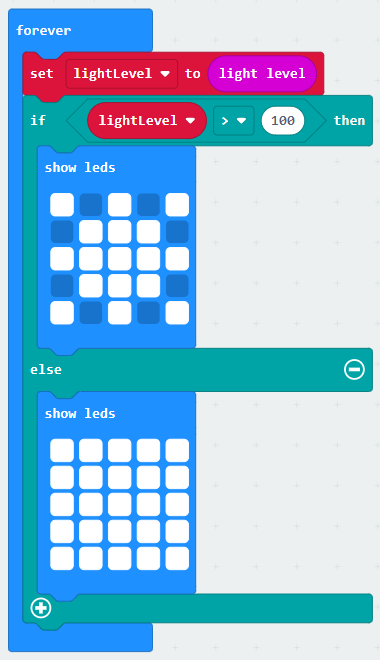 forever
set lightLevel to light level
if lightLevel > 100 then
show leds
else
show leds